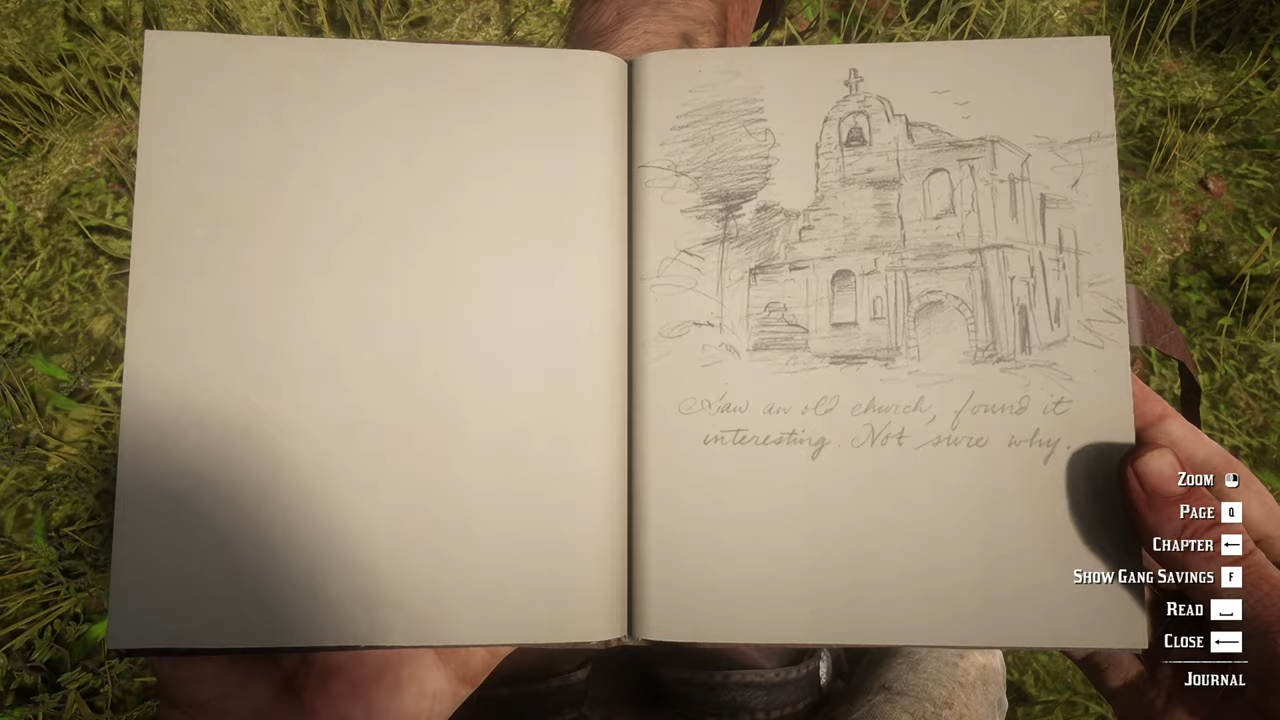 Saw an old church, found it
interesting. Not sure why.
Zoom
Page Q
Chapter ←
Show Gang Savings F
Read
Close ←
Journal